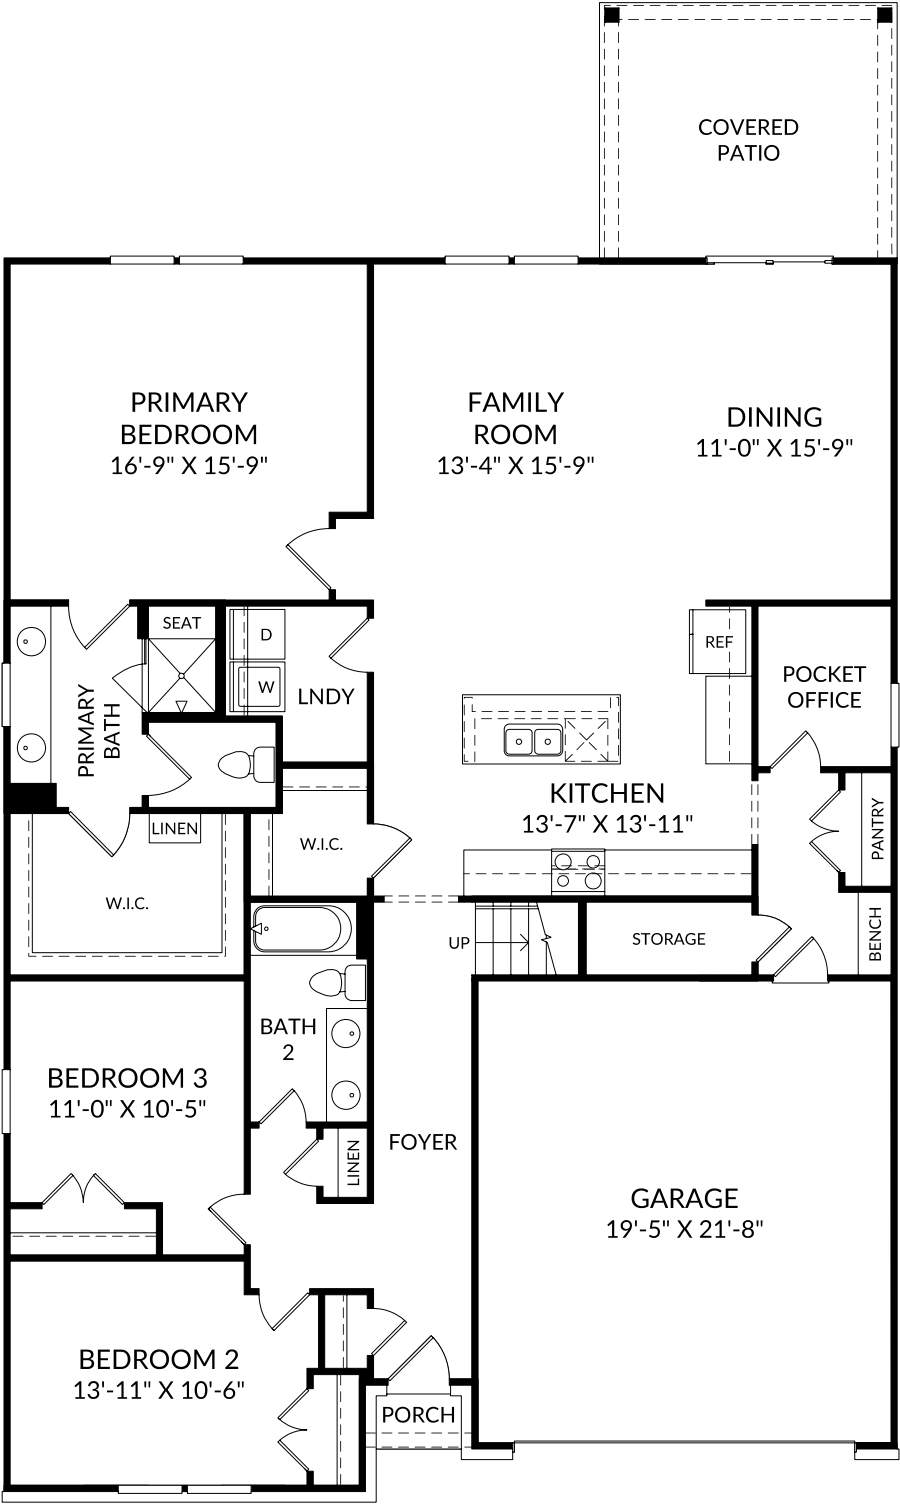 COVERED
PATIO
PRIMARY
BEDROOM
16'-9" X 15'-9"
FAMILY
ROOM
13'-4" X 15'-9"
DINING
11'-0" X 15'-9"
SEAT
D
W
LNDY
REF
POCKET
OFFICE
PRIMARY
BATH
KITCHEN
13'-7" X 13'-11"
PANTRY
LINEN
W.I.C.
W.I.C.
UP
STORAGE
BENCH
BATH
2
BEDROOM 3
11'-0" X 10'-5"
FOYER
LINEN
GARAGE
19'-5" X 21'-8"
BEDROOM 2
13'-11" X 10'-6"
PORCH